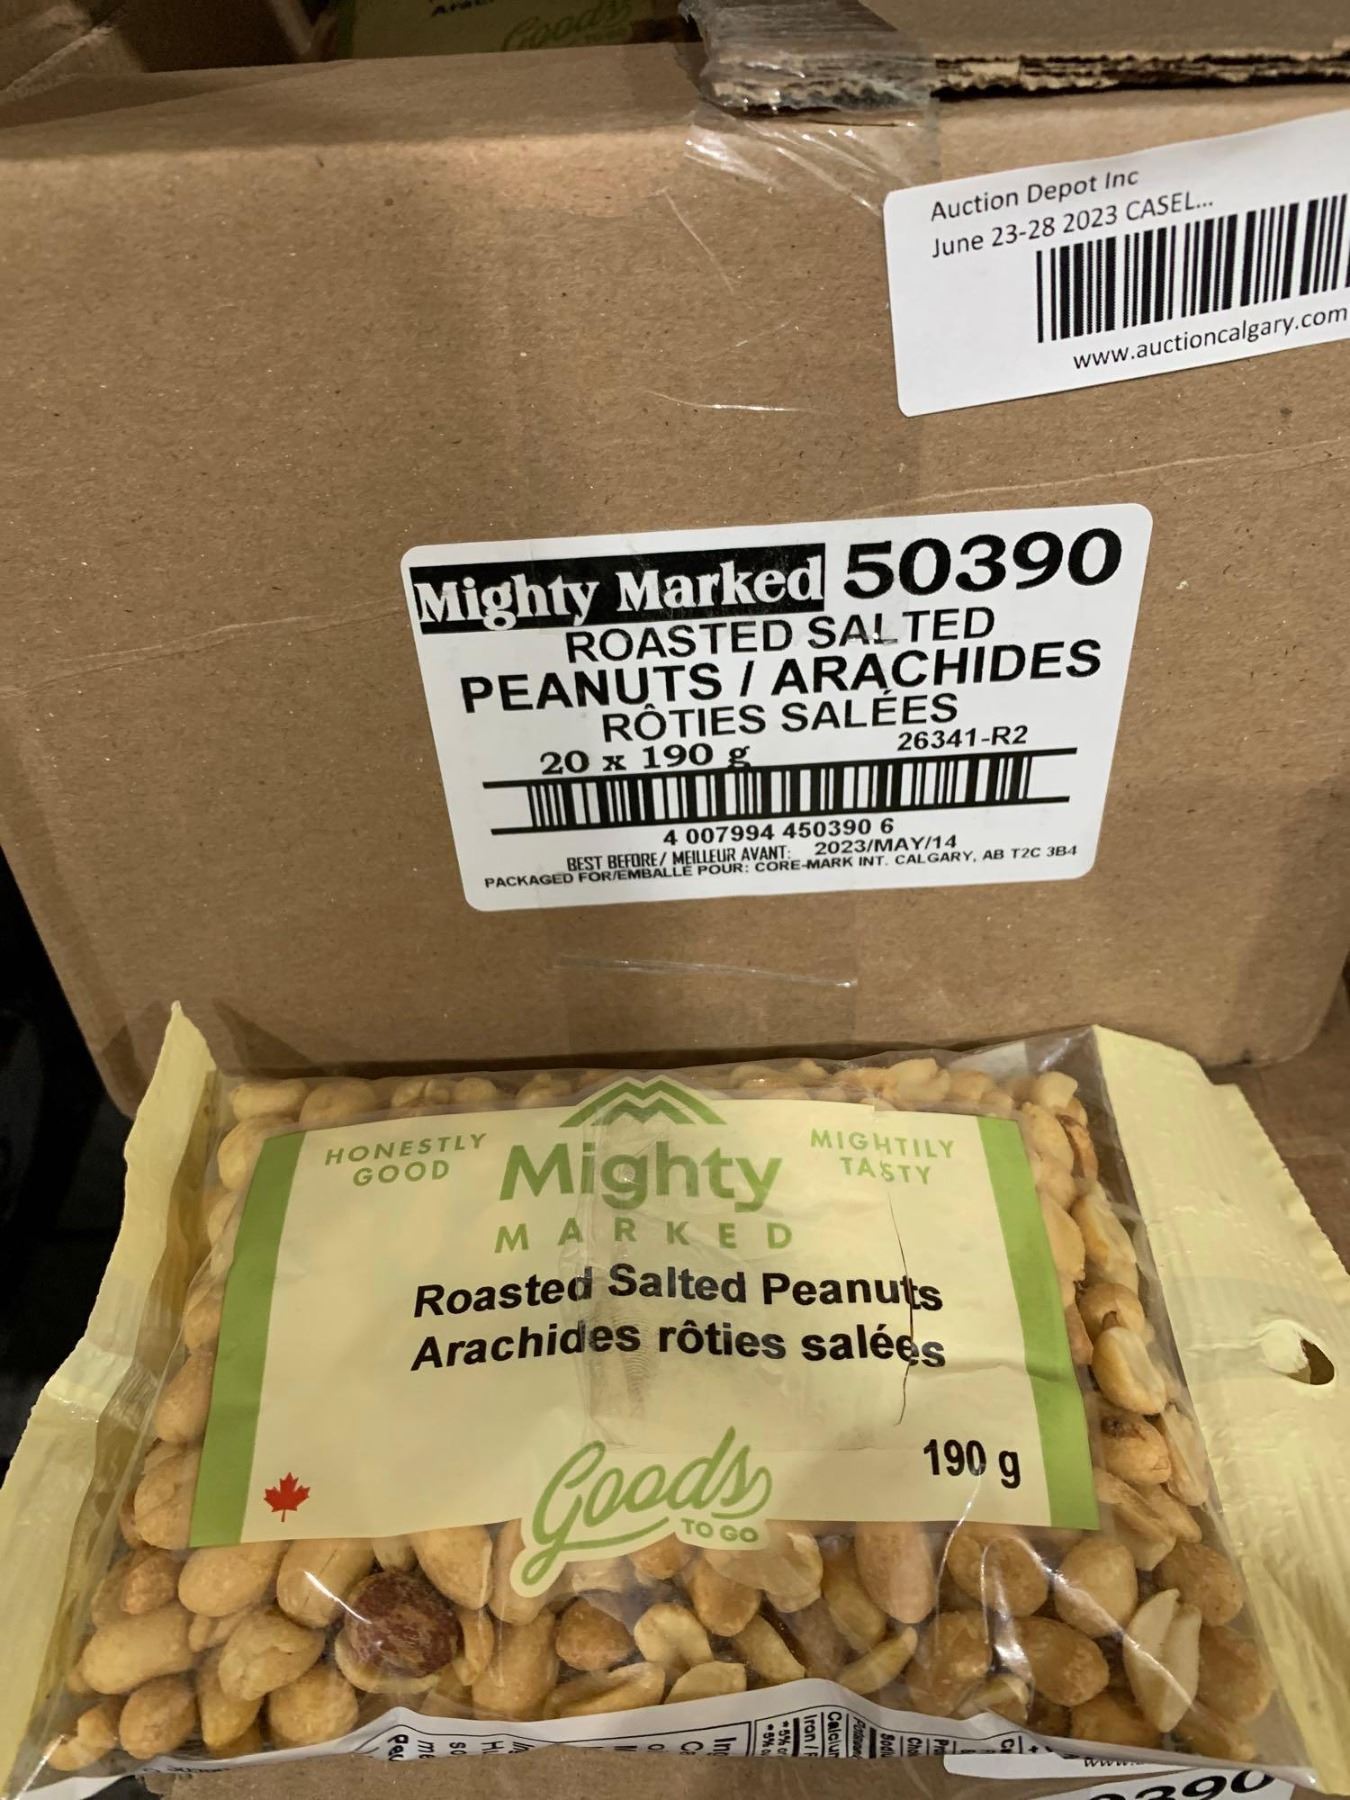 Goods
Auction Depot Inc
June 23-28 2023 CASEL...
www.auctioncalgary.com
Mighty Marked 50390
ROASTED SALTED
PEANUTS / ARACHIDES
RÔTIES SALÉES
20 x 190 g 26341-R2
4 007994 450390 6
BEST BEFORE/ MEILLEUR AVANT: 2023/MAY/14
PACKAGED FOR/EMBALLÉ POUR: CORE-MARK INT. CALGARY, AB T2C 3B4
HONESTLY
GOOD
Mighty
MARKED
MIGHTILY
TASTY
Roasted Salted Peanuts
Arachides rôties salées
190 g
Goods
TO GO